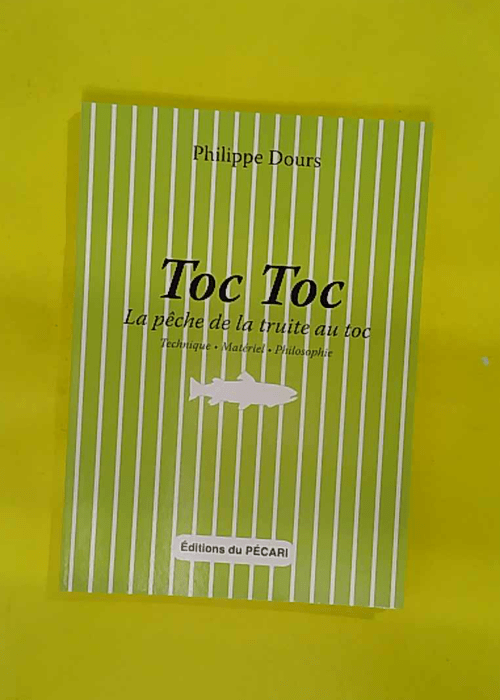 Philippe Dours
Toc Toc
La pêche de la truite au toc
Technique • Matériel • Philosophie
Éditions du PÉCARI